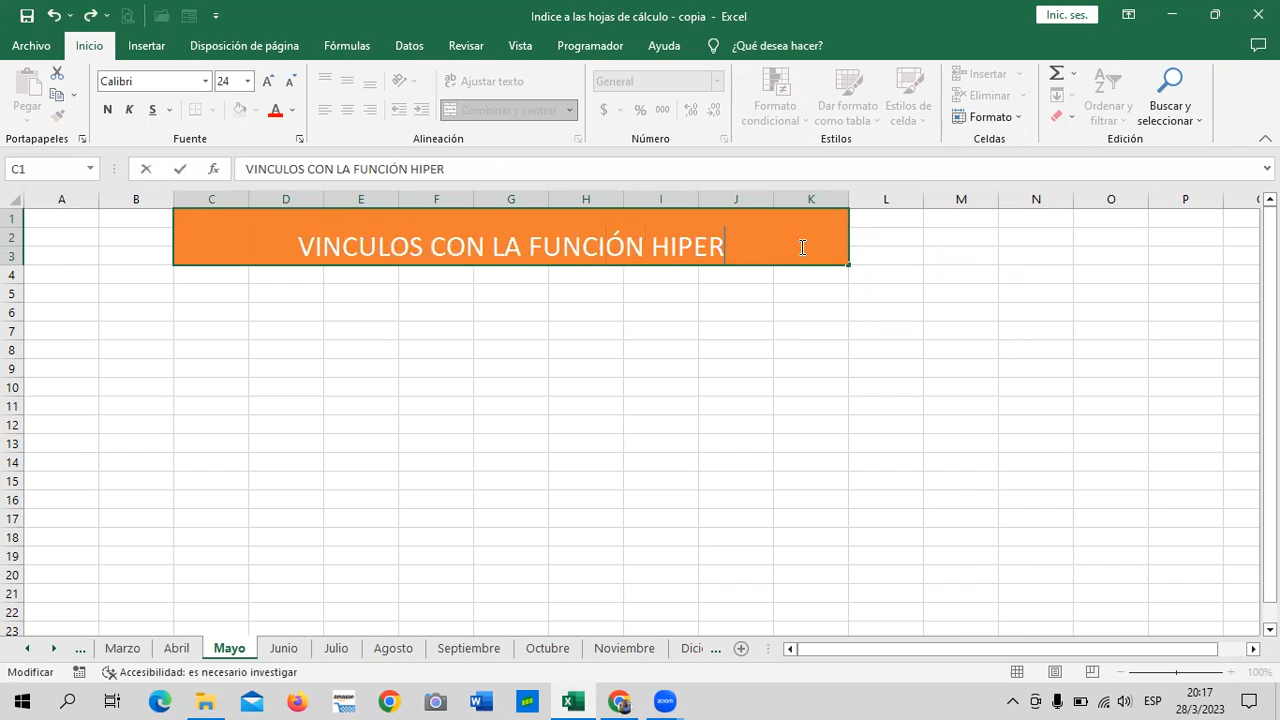 Indice a las hojas de cálculo - copia - Excel
Inic. ses.
Archivo Inicio Insertar Disposición de página Fórmulas Datos Revisar Vista Programador Ayuda ¿Qué desea hacer?
Pegar
Calibri 24
Ajustar texto
General
Insertar
Eliminar
Formato
N K S
Combinar y centrar
$ % 000
Formato condicional
Dar formato como tabla
Estilos de celda
Ordenar y filtrar
Buscar y seleccionar
Portapapeles Fuente Alineación Número Estilos Celdas Edición
C1 fx VINCULOS CON LA FUNCIÓN HIPER
A B C D E F G H I J K L M N O P
1
2
3
VINCULOS CON LA FUNCIÓN HIPER
4
5
6
7
8
9
10
11
12
13
14
15
16
17
18
19
20
21
22
23
... Marzo Abril Mayo Junio Julio Agosto Septiembre Octubre Noviembre Dici ...
Modificar Accesibilidad: es necesario investigar 100%
ESP
20:17
28/3/2023